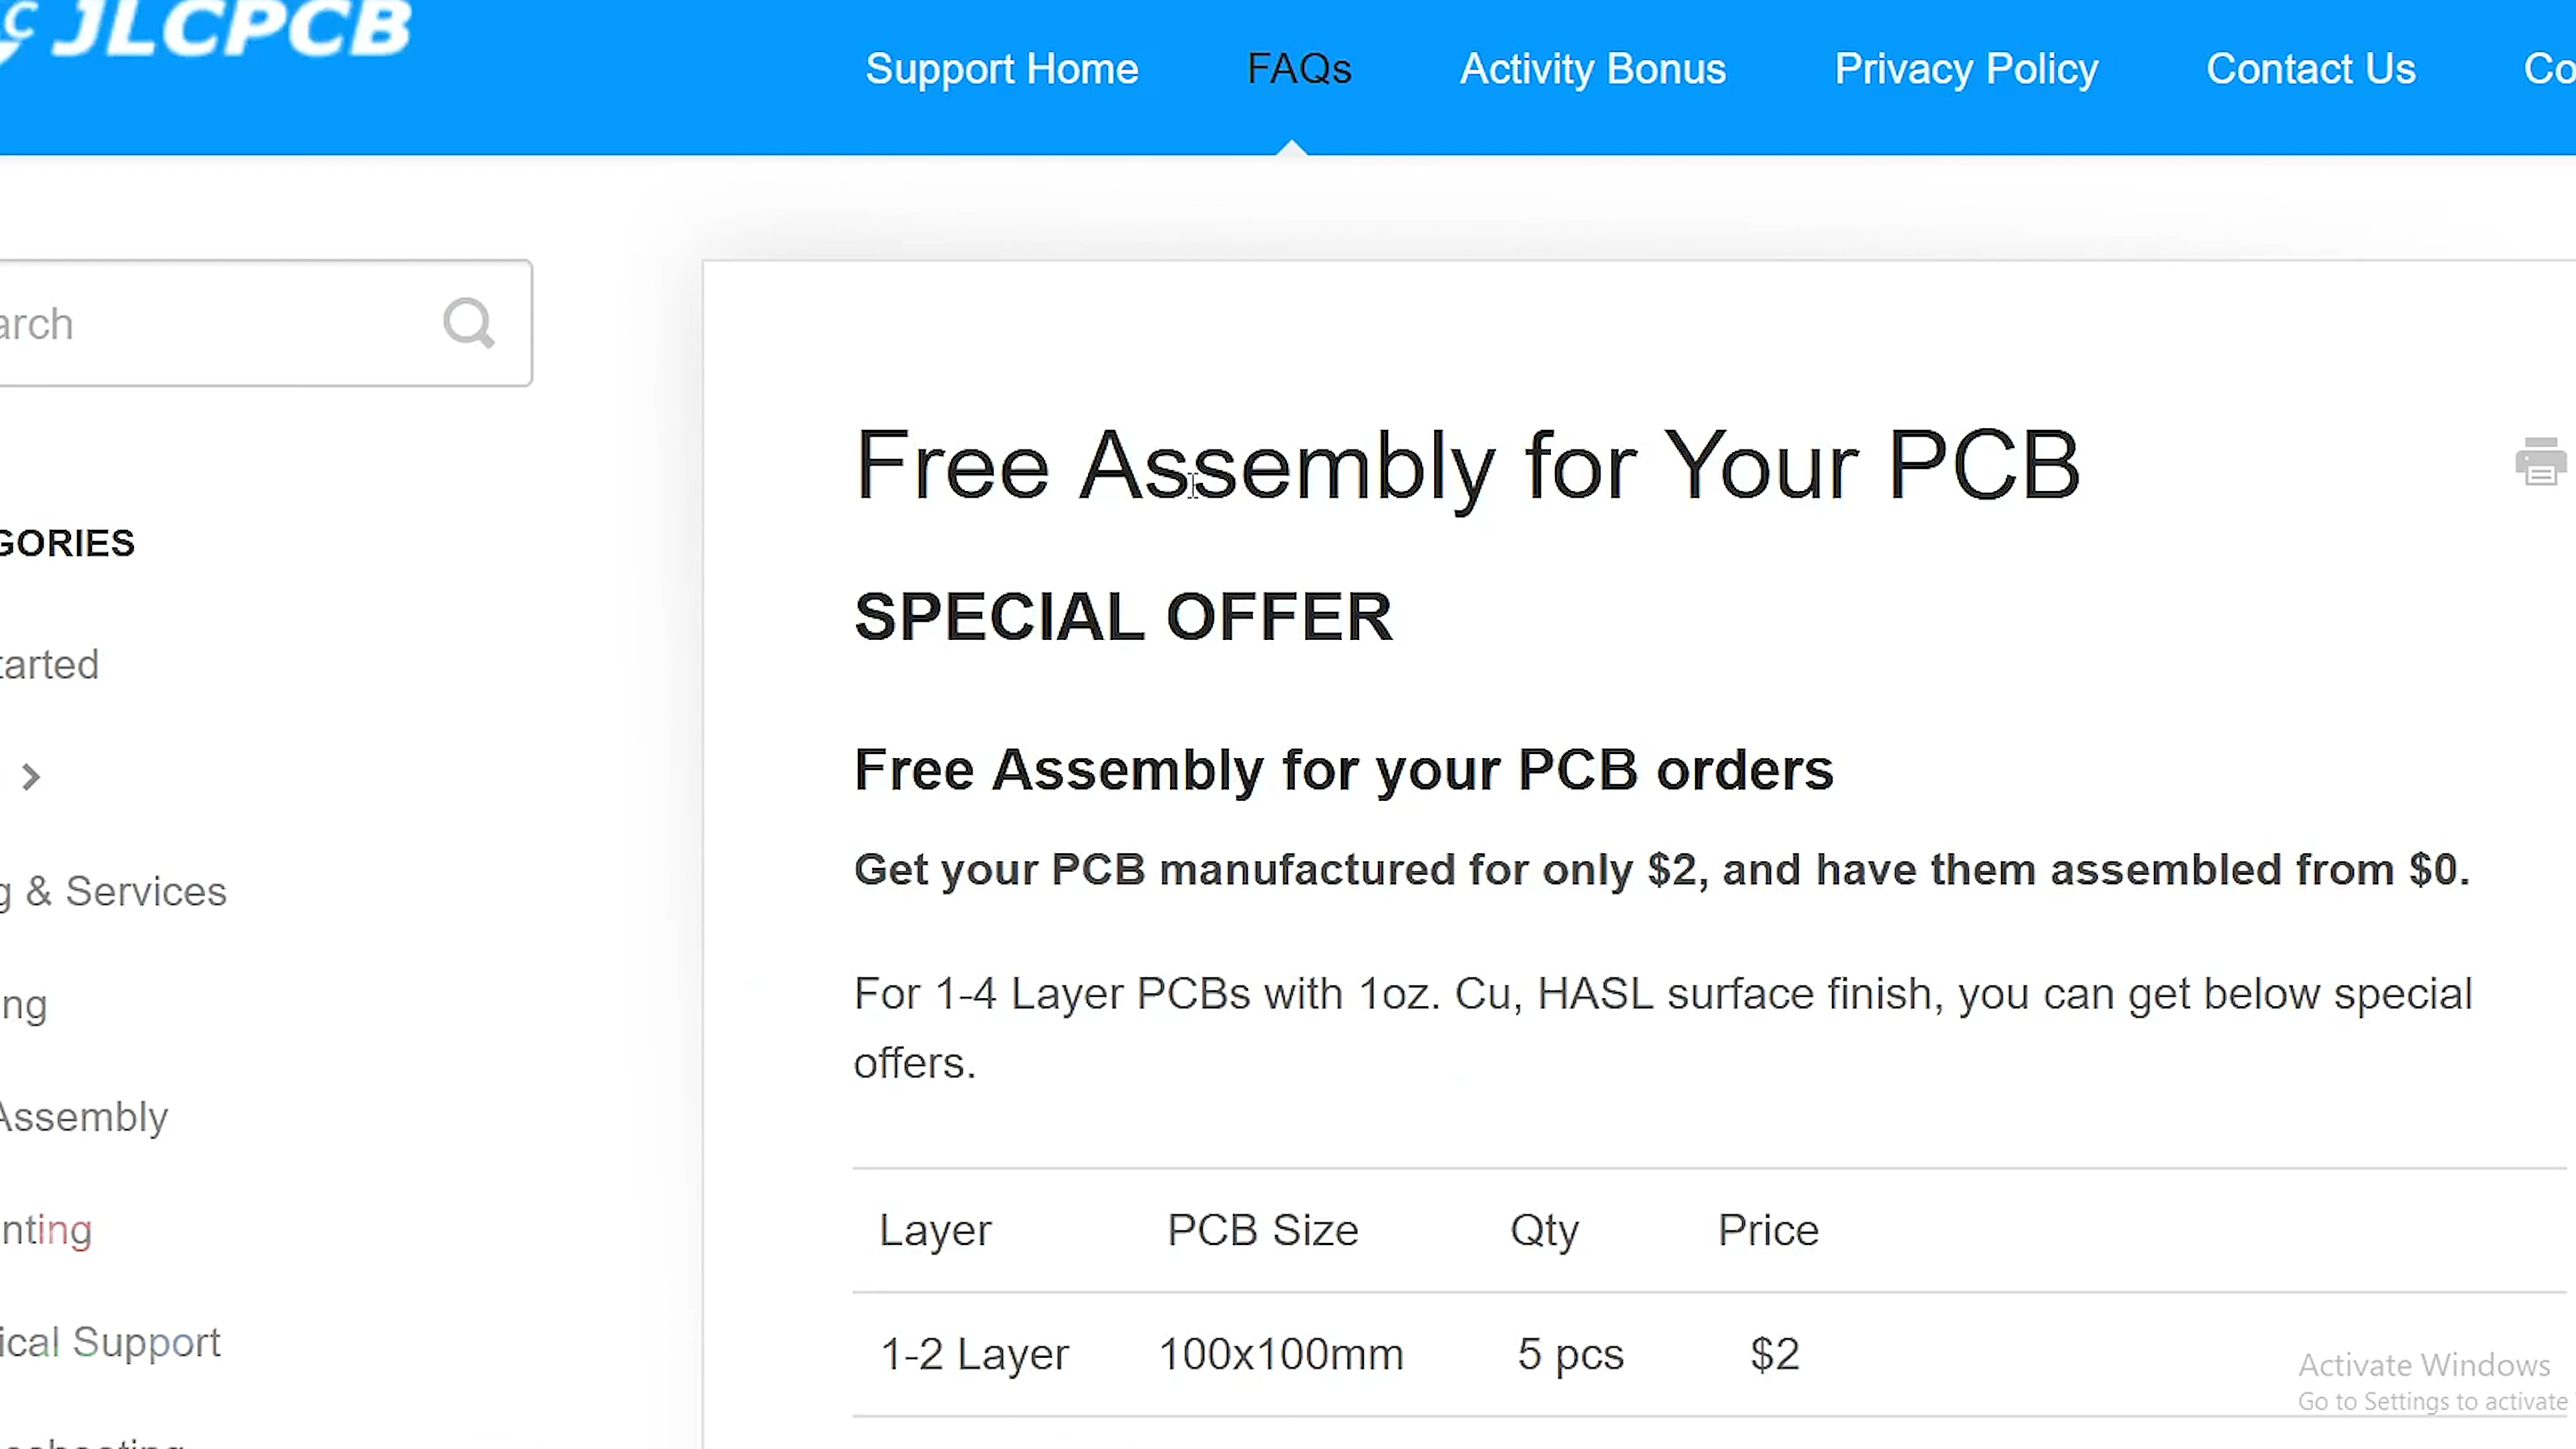 JLCPCB
Support Home FAQs Activity Bonus Privacy Policy Contact Us Co
arch
Free Assembly for Your PCB
GORIES
SPECIAL OFFER
tarted
Free Assembly for your PCB orders
Get your PCB manufactured for only $2, and have them assembled from $0.
g & Services
For 1-4 Layer PCBs with 1oz. Cu, HASL surface finish, you can get below special
offers.
ng
Assembly
nting
ical Support
Layer PCB Size Qty Price
1-2 Layer 100x100mm 5 pcs $2
Activate Windows
Go to Settings to activate